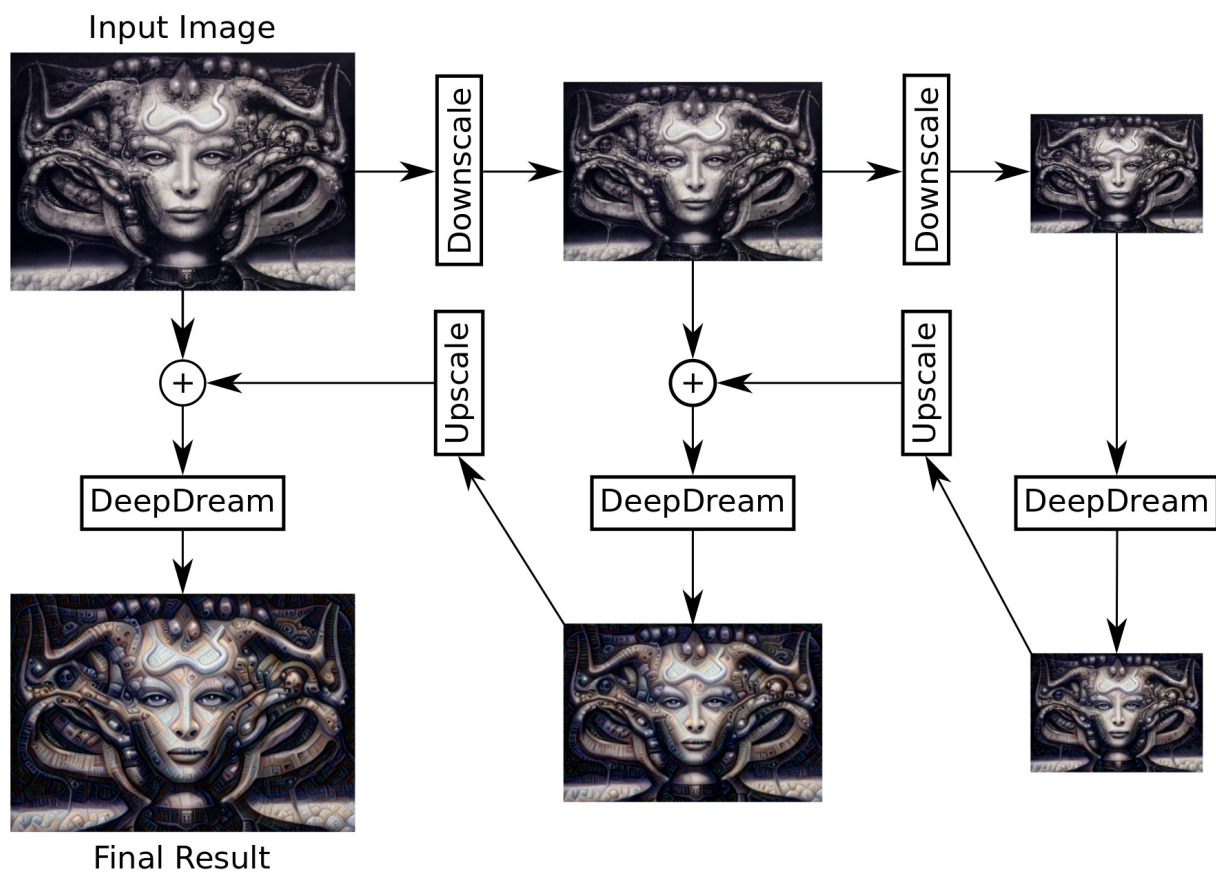 Input Image
Downscale
Downscale
Upscale
Upscale
+
+
DeepDream
DeepDream
DeepDream
Final Result